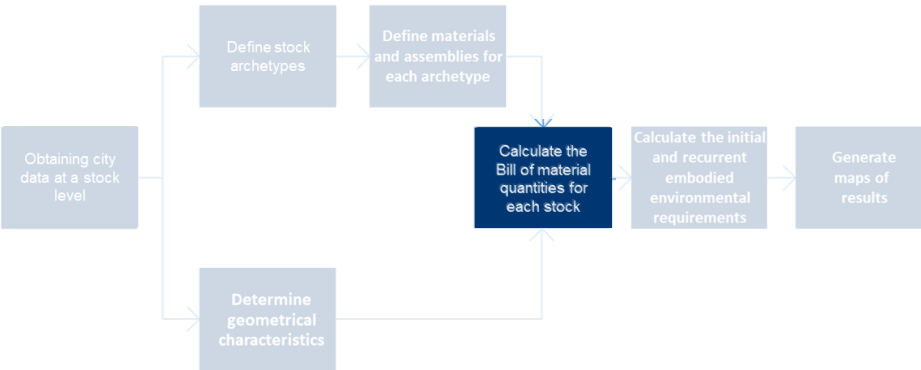 Define stock
archetypes
Define materials
and assemblies for
each archetype
Obtaining city
data at a stock
level
Calculate the
Bill of material
quantities for
each stock
Calculate the initial
and recurrent
embodied
environmental
requirements
Generate
maps of
results
Determine
geometrical
characteristics